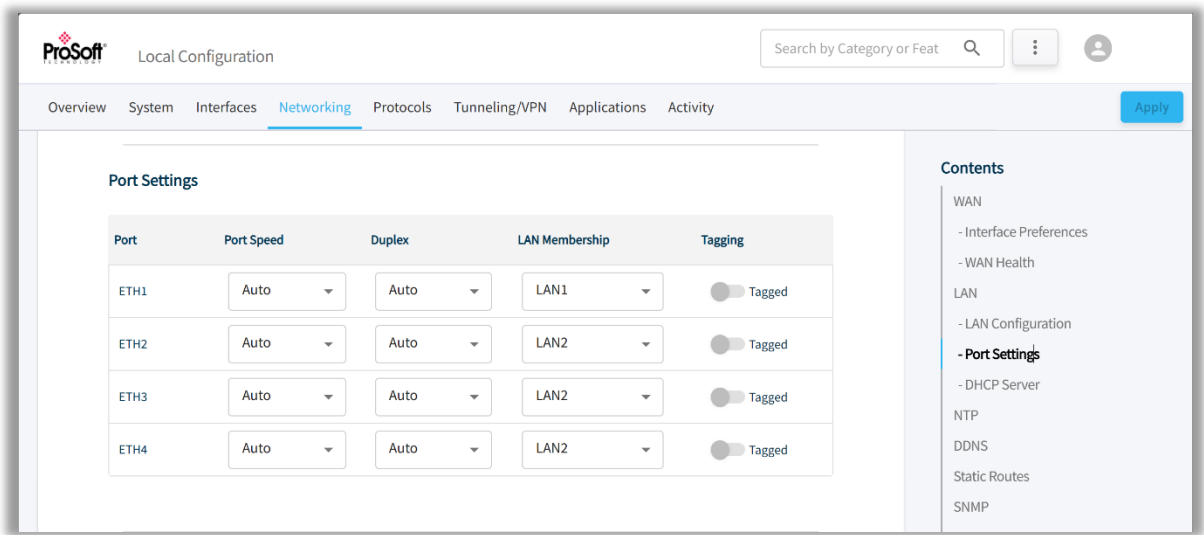 ProSoft
TECHNOLOGY
Local Configuration
Search by Category or Feat
Overview System Interfaces Networking Protocols Tunneling/VPN Applications Activity
Apply
Port Settings
Port Port Speed Duplex LAN Membership Tagging
ETH1 Auto Auto LAN1 Tagged
ETH2 Auto Auto LAN2 Tagged
ETH3 Auto Auto LAN2 Tagged
ETH4 Auto Auto LAN2 Tagged
Contents
WAN
- Interface Preferences
- WAN Health
LAN
- LAN Configuration
- Port Settings
- DHCP Server
NTP
DDNS
Static Routes
SNMP